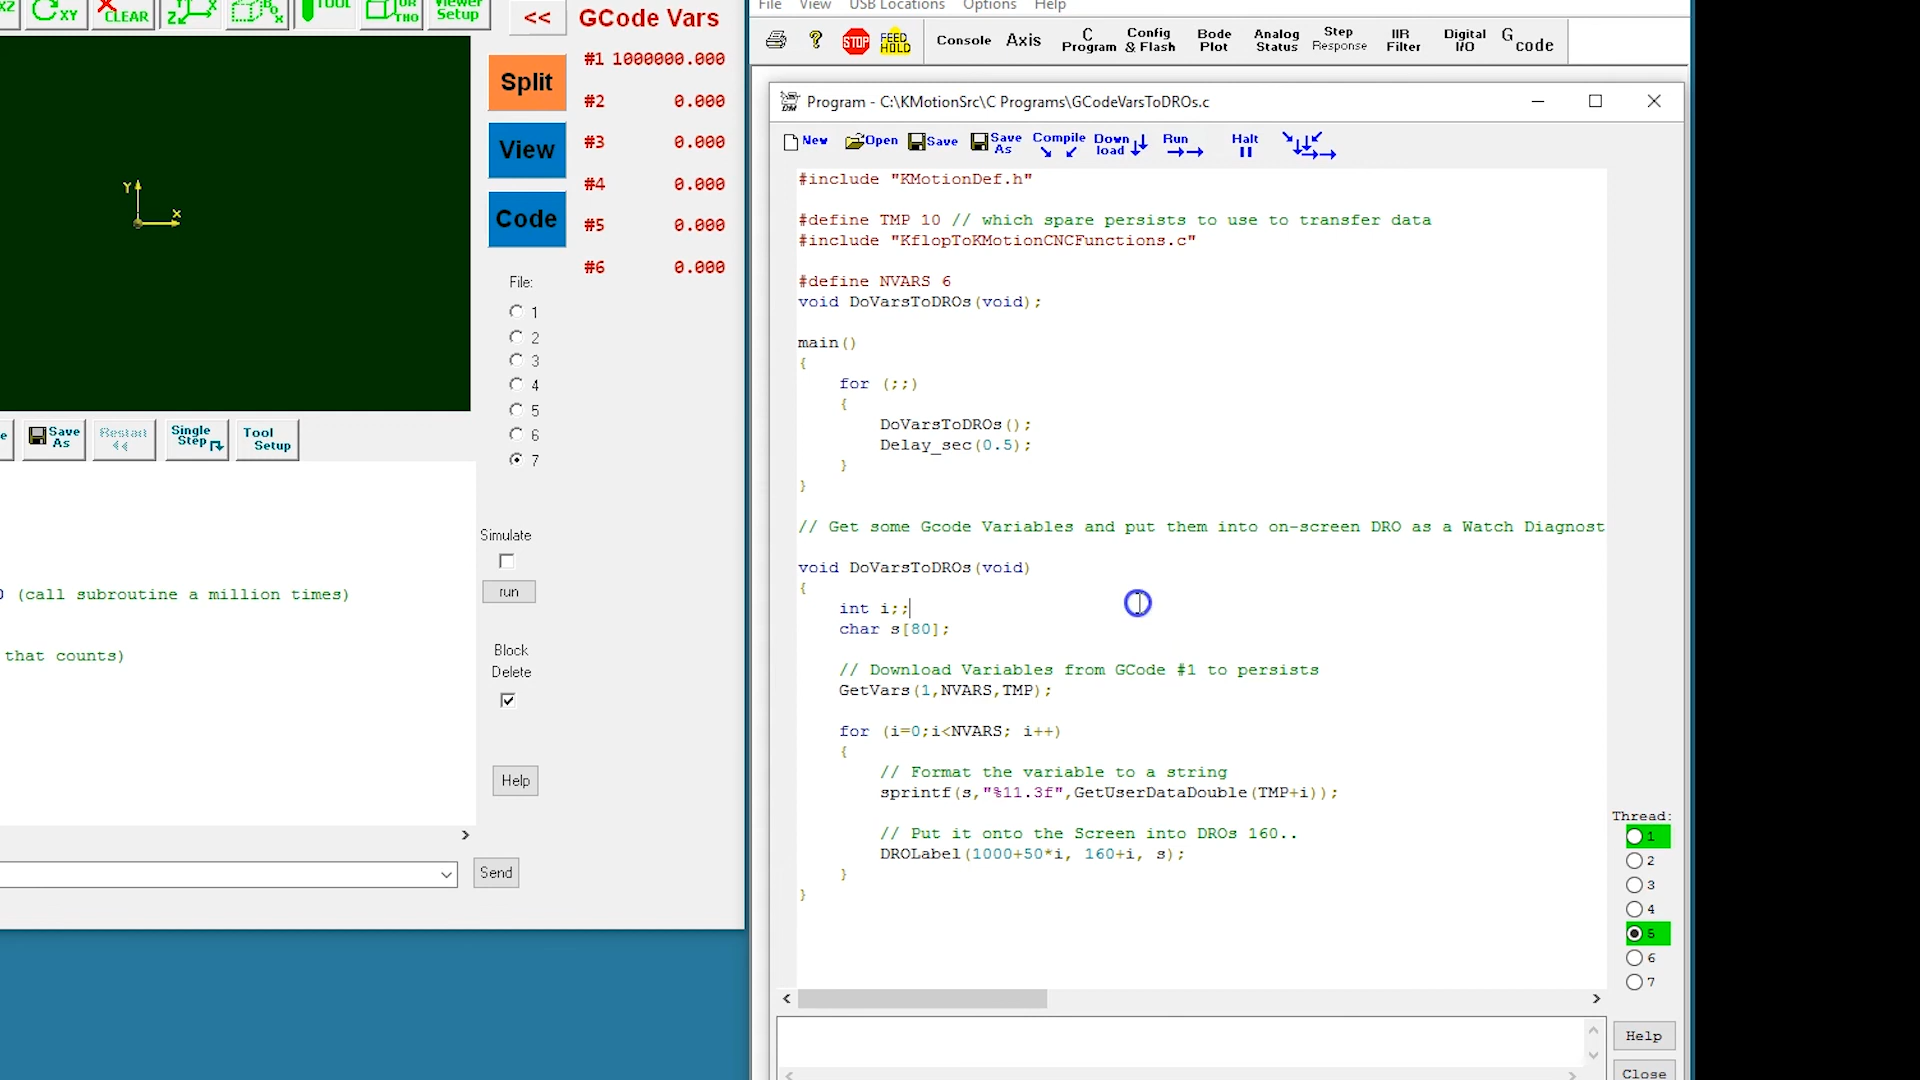 XZ
XY
CLEAR
Z
Box
TOOL
ORTHO
Viewer
Setup
<<
GCode Vars
#1 1000000.000
#2 0.000
#3 0.000
#4 0.000
#5 0.000
#6 0.000
Split
View
Code
Y
X
File:
1
2
3
4
5
6
7
e
Save
As
Restart
Single
Step
Tool
Setup
0 (call subroutine a million times)
that counts)
Simulate
run
Block
Delete
Help
Send
File View USB Locations Options Help
STOP
FEED
HOLD
Console
Axis
C
Program
Config
& Flash
Bode
Plot
Analog
Status
Step
Response
IIR
Filter
Digital
I/O
G
code
Program - C:\KMotionSrc\C Programs\GCodeVarsToDROs.c
New
Open
Save
Save
As
Compile
Down
load
Run
Halt
#include "KMotionDef.h"
#define TMP 10 // which spare persists to use to transfer data
#include "KflopToKMotionCNCFunctions.c"
#define NVARS 6
void DoVarsToDROs(void);
main()
{
for (;;)
{
DoVarsToDROs();
Delay_sec(0.5);
}
}
// Get some Gcode Variables and put them into on-screen DRO as a Watch Diagnost
void DoVarsToDROs(void)
{
int i;;
char s[80];
// Download Variables from GCode #1 to persists
GetVars(1,NVARS,TMP);
for (i=0;i<NVARS; i++)
{
// Format the variable to a string
sprintf(s,"%11.3f",GetUserDataDouble(TMP+i));
// Put it onto the Screen into DROs 160..
DROLabel(1000+50*i, 160+i, s);
}
}
Thread:
1
2
3
4
5
6
7
Help
Close